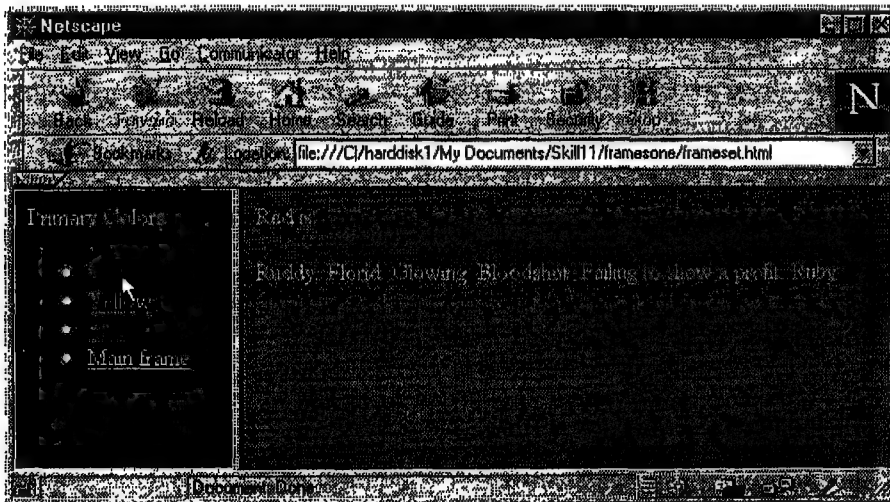 Netscape
File Edit View Go Communicator Help
Back Forward Reload Home Search Guide Print Security Stop
N
Bookmarks Location: file:///C|/harddisk1/My Documents/Skill11/framesone/frameset.html
Primary Colors
Yellow
Main frame
Red is
Ruddy. Florid. Glowing. Bloodshot. Failing to show a profit. Ruby
Document: Done